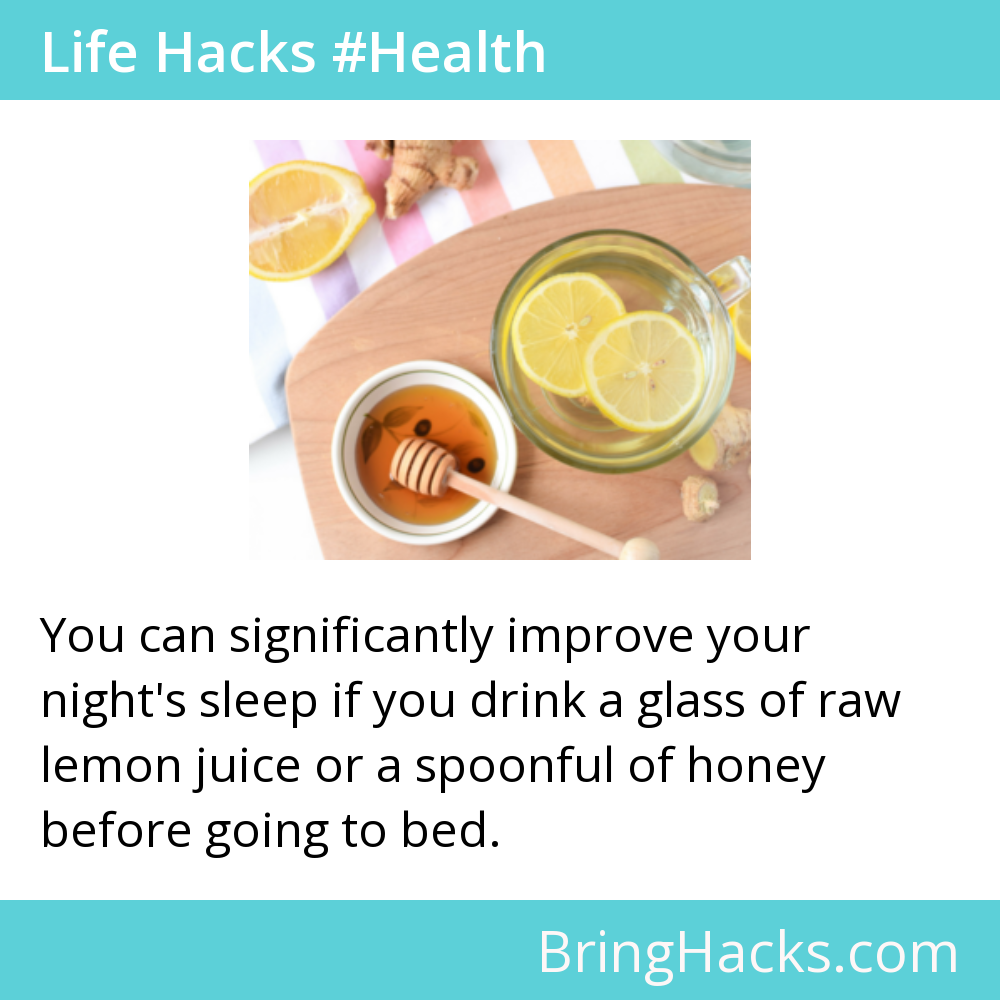 Life Hacks #Health
You can significantly improve your
night's sleep if you drink a glass of raw
lemon juice or a spoonful of honey
before going to bed.
BringHacks.com